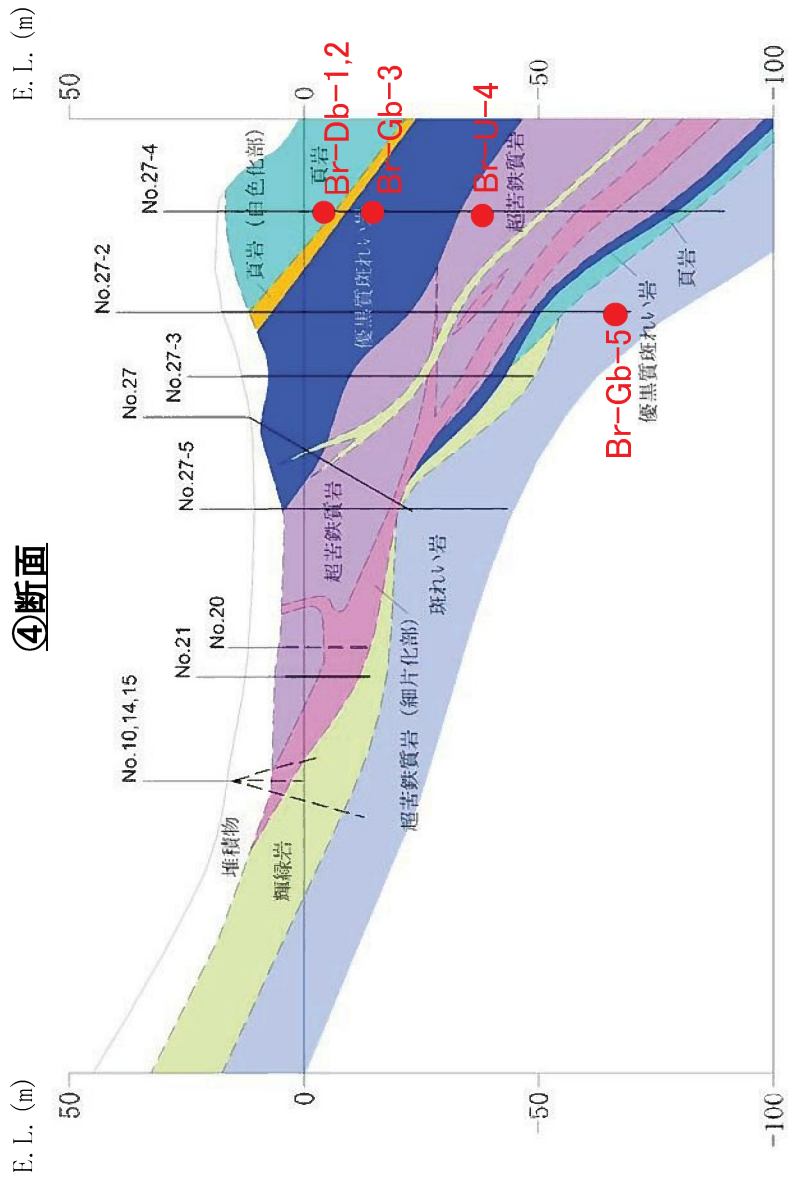 ④断面
E.L. (m)
50
0
-50
-100
E.L. (m)
50
0
-50
-100
No.10,14,15
No.21
No.20
No.27-5
No.27
No.27-3
No.27-2
No.27-4
堆積物
輝緑岩
超苦鉄質岩（細片化部）
斑れい岩
超苦鉄質岩
優黒質斑れい岩
頁岩（白色化部）
頁岩
超苦鉄質岩
優黒質斑れい岩
頁岩
Br-Db-1,2
Br-Gb-3
Br-U-4
Br-Gb-5